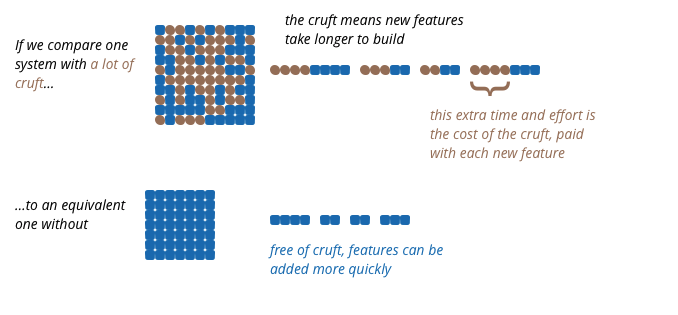 If we compare one
system with a lot of
cruft...
the cruft means new features
take longer to build
this extra time and effort is
the cost of the cruft, paid
with each new feature
...to an equivalent
one without
free of cruft, features can be
added more quickly